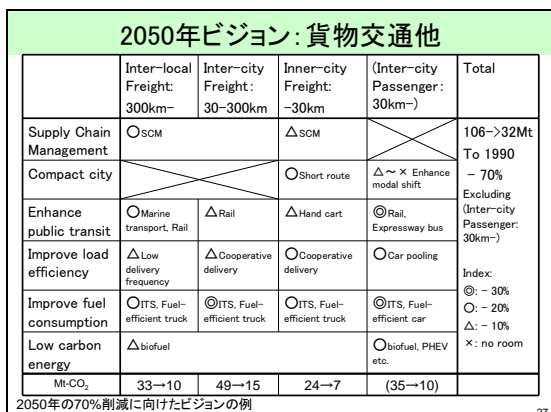 2050年ビジョン：貨物交通他
Inter-local Freight: 300km-
Inter-city Freight: 30-300km
Inner-city Freight: -30km
(Inter-city Passenger: 30km-)
Total
Supply Chain Management
○SCM
△SCM
Compact city
○Short route
△～× Enhance modal shift
Enhance public transit
○Marine transport, Rail
△Rail
△Hand cart
◎Rail, Expressway bus
Improve load efficiency
△Low delivery frequency
△Cooperative delivery
○Cooperative delivery
○Car pooling
Improve fuel consumption
○ITS, Fuel-efficient truck
◎ITS, Fuel-efficient truck
○ITS, Fuel-efficient truck
◎ITS, Fuel-efficient car
Low carbon energy
△biofuel
○biofuel, PHEV etc.
106->32Mt
To 1990
－70%
Excluding
(Inter-city
Passenger:
30km-)
Index:
◎: －30%
○: －20%
△: －10%
×: no room
Mt-CO₂
33→10
49→15
24→7
(35→10)
2050年の70%削減に向けたビジョンの例
27